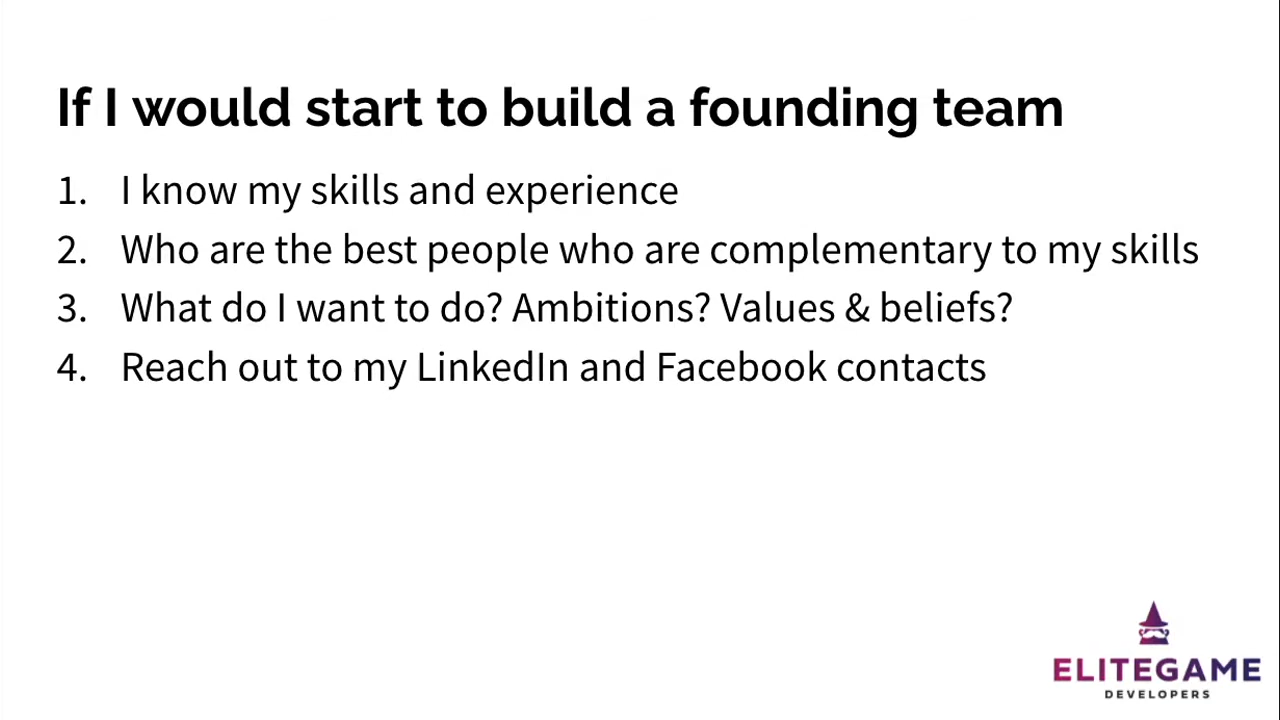 If I would start to build a founding team
1. I know my skills and experience
2. Who are the best people who are complementary to my skills
3. What do I want to do? Ambitions? Values & beliefs?
4. Reach out to my LinkedIn and Facebook contacts
ELITEGAME
DEVELOPERS